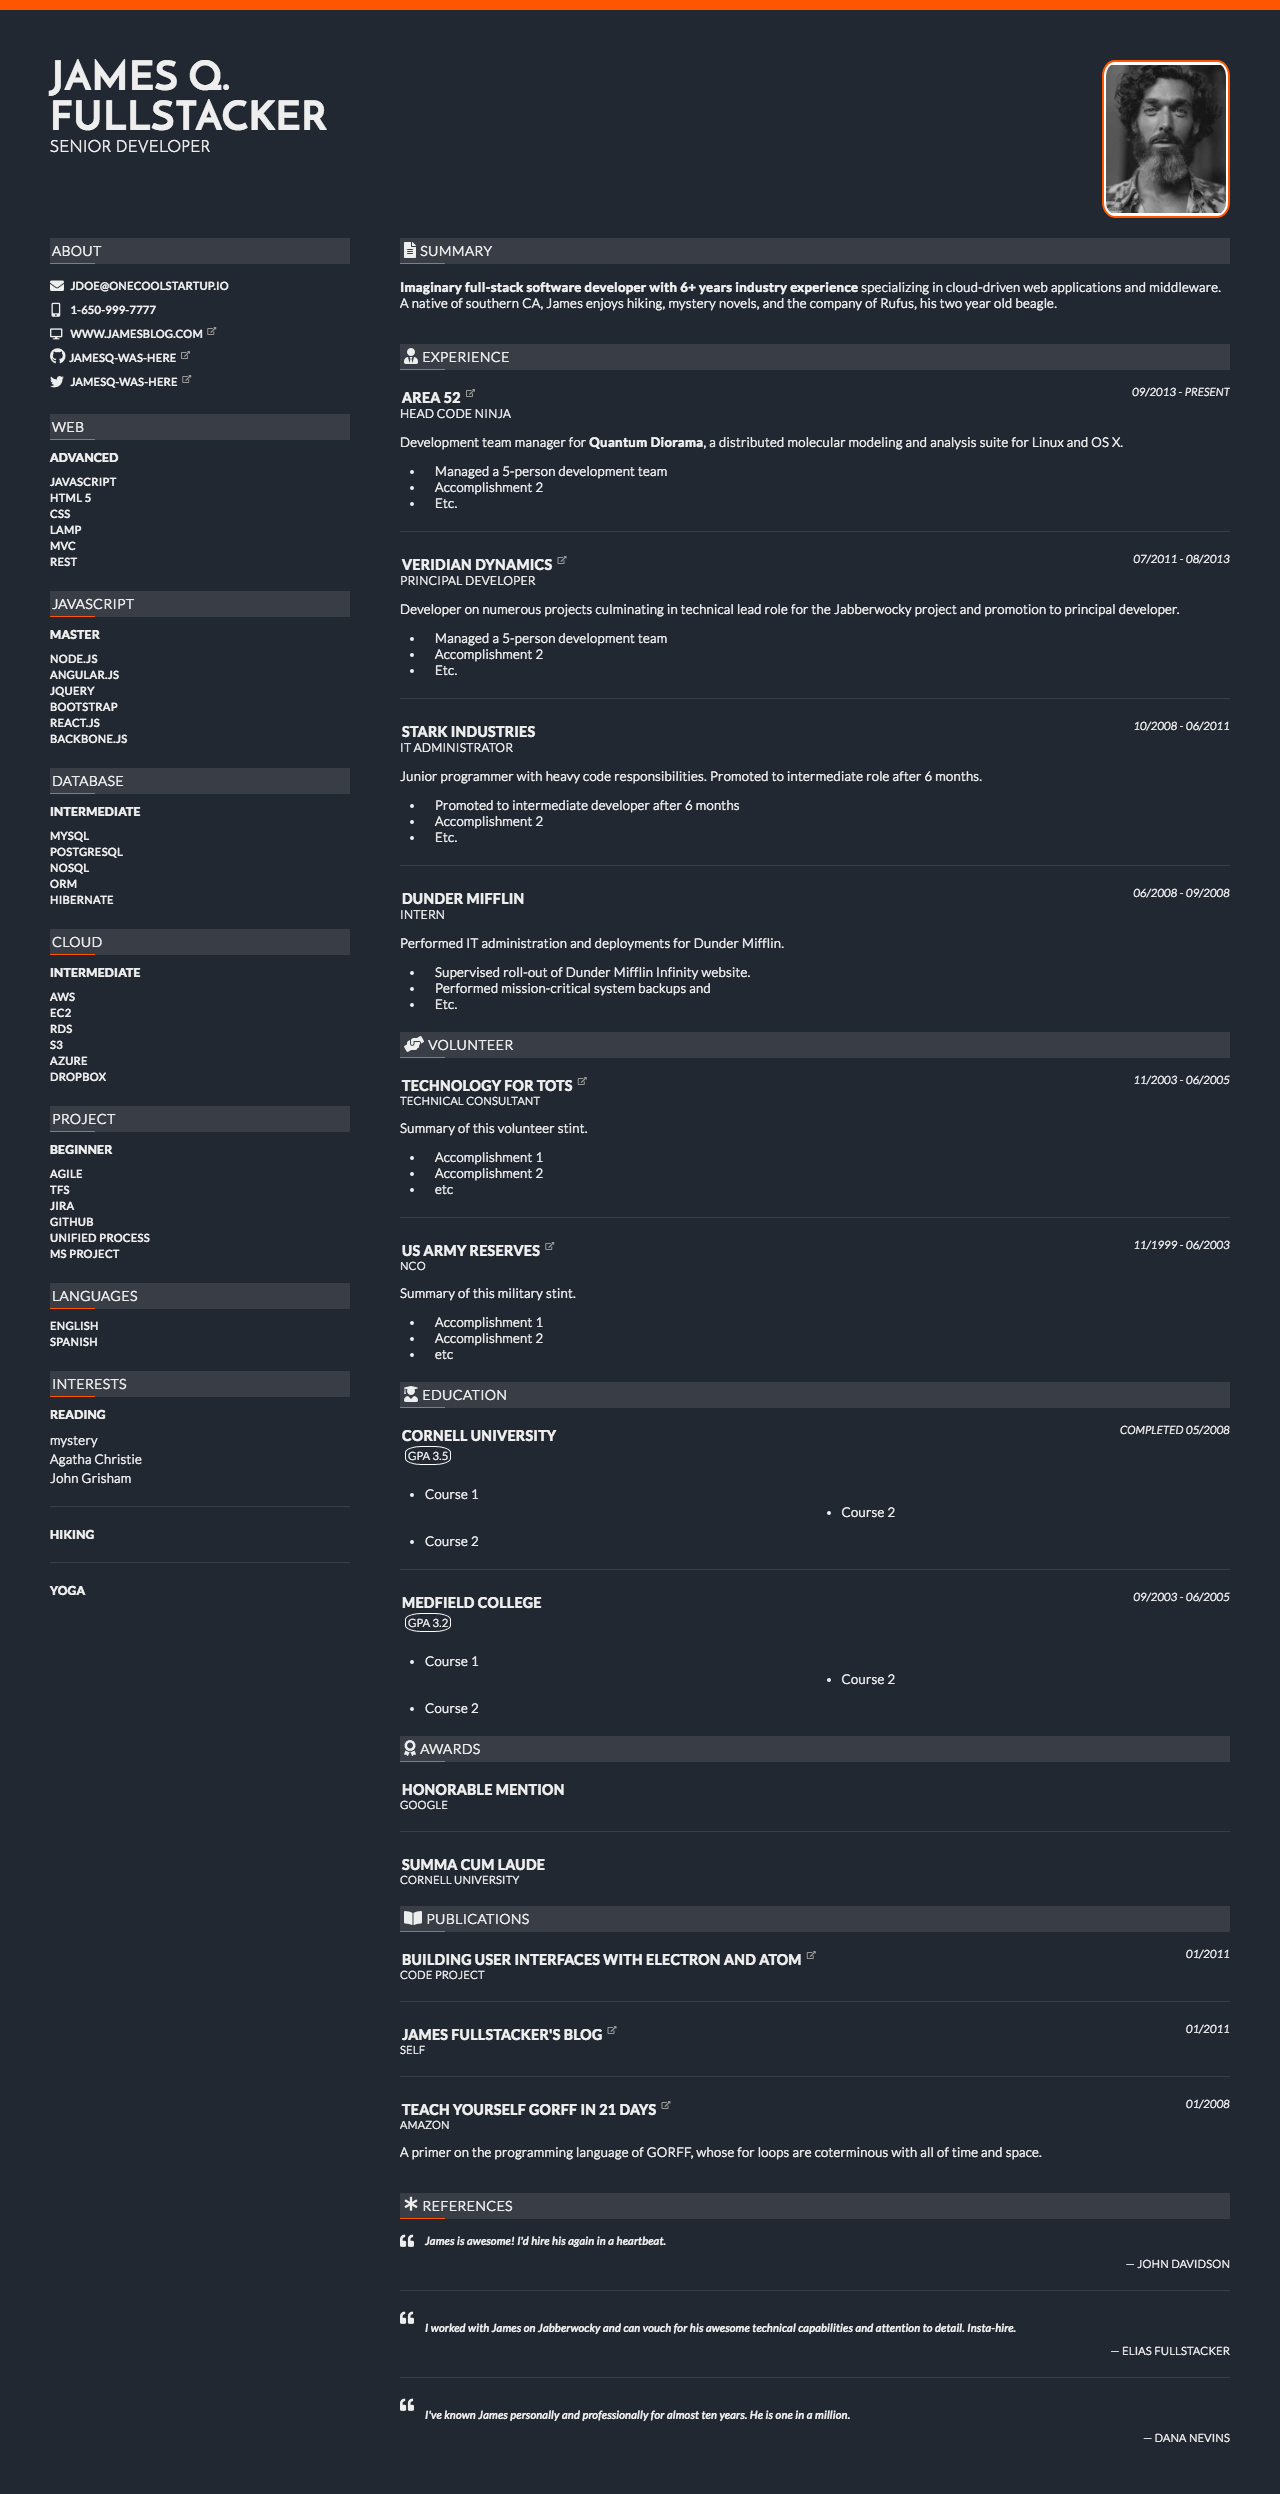 JAMES Q.
FULLSTACKER
SENIOR DEVELOPER
ABOUT
JDOE@ONECOOLSTARTUP.IO
1-650-999-7777
WWW.JAMESBLOG.COM
JAMESQ-WAS-HERE
JAMESQ-WAS-HERE
WEB
ADVANCED
JAVASCRIPT
HTML 5
CSS
LAMP
MVC
REST
JAVASCRIPT
MASTER
NODE.JS
ANGULAR.JS
JQUERY
BOOTSTRAP
REACT.JS
BACKBONE.JS
DATABASE
INTERMEDIATE
MYSQL
POSTGRESQL
NOSQL
ORM
HIBERNATE
CLOUD
INTERMEDIATE
AWS
EC2
RDS
S3
AZURE
DROPBOX
PROJECT
BEGINNER
AGILE
TFS
JIRA
GITHUB
UNIFIED PROCESS
MS PROJECT
LANGUAGES
ENGLISH
SPANISH
INTERESTS
READING
mystery
Agatha Christie
John Grisham
HIKING
YOGA
SUMMARY
Imaginary full-stack software developer with 6+ years industry experience specializing in cloud-driven web applications and middleware.
A native of southern CA, James enjoys hiking, mystery novels, and the company of Rufus, his two year old beagle.
EXPERIENCE
AREA 52
09/2013 - PRESENT
HEAD CODE NINJA
Development team manager for Quantum Diorama, a distributed molecular modeling and analysis suite for Linux and OS X.
• Managed a 5-person development team
• Accomplishment 2
• Etc.
VERIDIAN DYNAMICS
07/2011 - 08/2013
PRINCIPAL DEVELOPER
Developer on numerous projects culminating in technical lead role for the Jabberwocky project and promotion to principal developer.
• Managed a 5-person development team
• Accomplishment 2
• Etc.
STARK INDUSTRIES
10/2008 - 06/2011
IT ADMINISTRATOR
Junior programmer with heavy code responsibilities. Promoted to intermediate role after 6 months.
• Promoted to intermediate developer after 6 months
• Accomplishment 2
• Etc.
DUNDER MIFFLIN
06/2008 - 09/2008
INTERN
Performed IT administration and deployments for Dunder Mifflin.
• Supervised roll-out of Dunder Mifflin Infinity website.
• Performed mission-critical system backups and
• Etc.
VOLUNTEER
TECHNOLOGY FOR TOTS
11/2003 - 06/2005
TECHNICAL CONSULTANT
Summary of this volunteer stint.
• Accomplishment 1
• Accomplishment 2
• etc
US ARMY RESERVES
11/1999 - 06/2003
NCO
Summary of this military stint.
• Accomplishment 1
• Accomplishment 2
• etc
EDUCATION
CORNELL UNIVERSITY
COMPLETED 05/2008
GPA 3.5
• Course 1
• Course 2
• Course 2
MEDFIELD COLLEGE
09/2003 - 06/2005
GPA 3.2
• Course 1
• Course 2
• Course 2
AWARDS
HONORABLE MENTION
GOOGLE
SUMMA CUM LAUDE
CORNELL UNIVERSITY
PUBLICATIONS
BUILDING USER INTERFACES WITH ELECTRON AND ATOM
01/2011
CODE PROJECT
JAMES FULLSTACKER'S BLOG
01/2011
SELF
TEACH YOURSELF GORFF IN 21 DAYS
01/2008
AMAZON
A primer on the programming language of GORFF, whose for loops are coterminous with all of time and space.
REFERENCES
James is awesome! I'd hire his again in a heartbeat.
— JOHN DAVIDSON
I worked with James on Jabberwocky and can vouch for his awesome technical capabilities and attention to detail. Insta-hire.
— ELIAS FULLSTACKER
I've known James personally and professionally for almost ten years. He is one in a million.
— DANA NEVINS